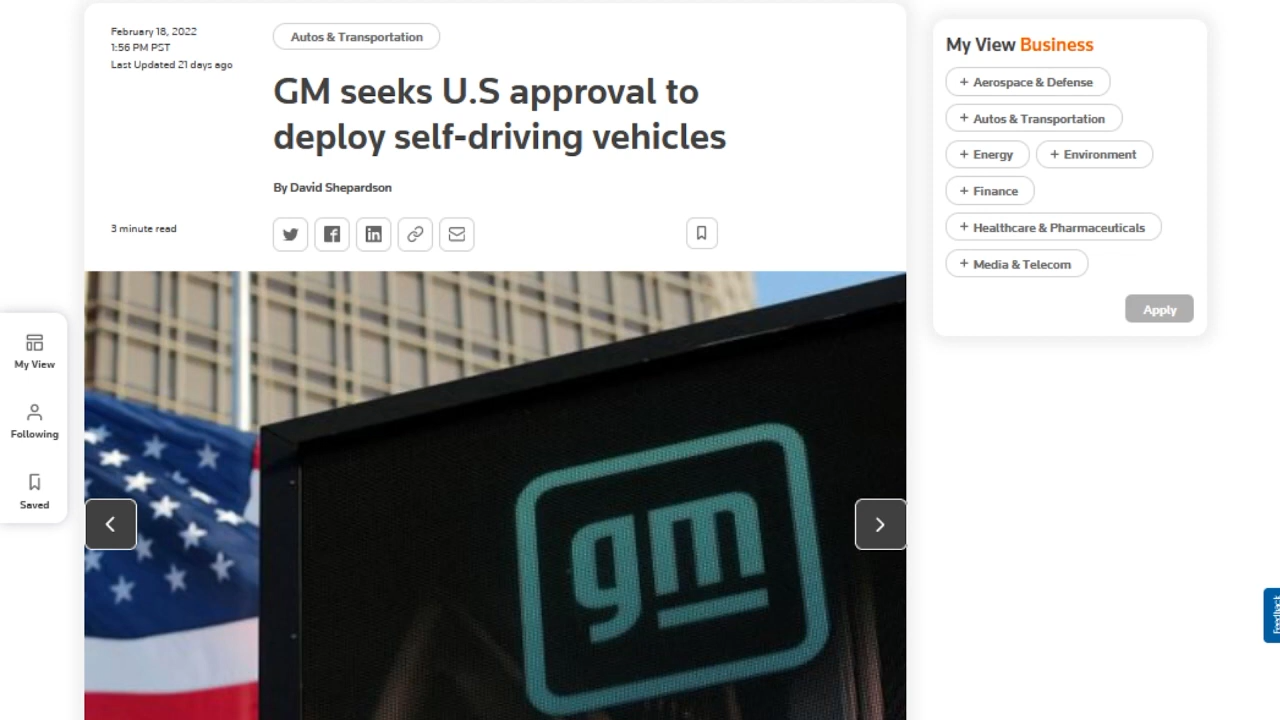 February 18, 2022
1:56 PM PST
Last Updated 21 days ago
Autos & Transportation
GM seeks U.S approval to
deploy self-driving vehicles
By David Shepardson
3 minute read
My View
Following
Saved
gm
My View Business
+ Aerospace & Defense
+ Autos & Transportation
+ Energy + Environment
+ Finance
+ Healthcare & Pharmaceuticals
+ Media & Telecom
Apply
Feedback